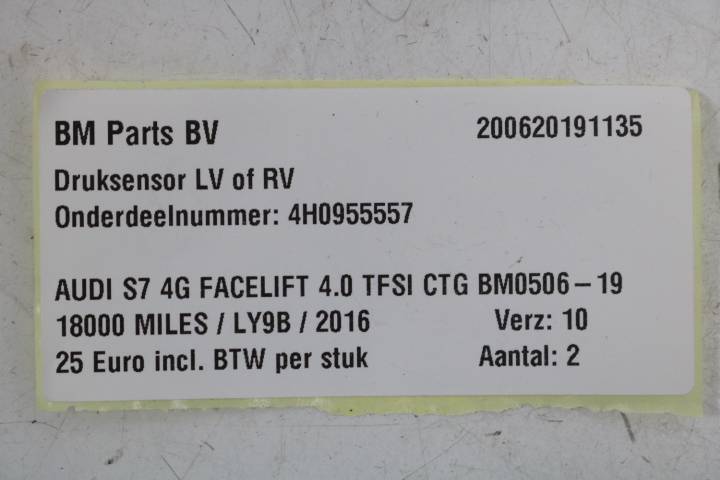 BM Parts BV 200620191135
Druksensor LV of RV
Onderdeelnummer: 4H0955557
AUDI S7 4G FACELIFT 4.0 TFSI CTG BM0506-19
18000 MILES / LY9B / 2016 Verz: 10
25 Euro incl. BTW per stuk Aantal: 2